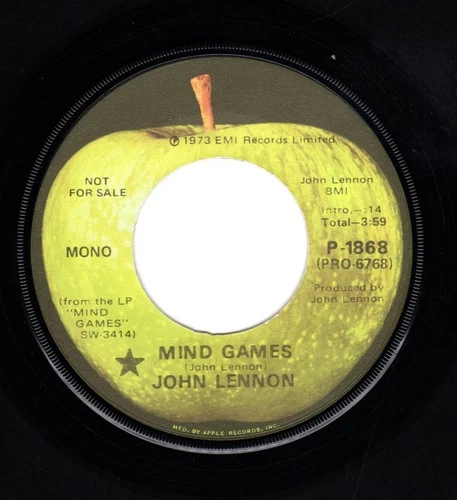 ℗ 1973 EMI Records Limited
NOT
FOR SALE
John Lennon
BMI
Intro.—:14
Total—3:59
MONO
P-1868
(PRO-6768)
(from the LP
"MIND
GAMES"
SW-3414)
Produced by
John Lennon
MIND GAMES
(John Lennon)
JOHN LENNON
MFD. BY APPLE RECORDS, INC.